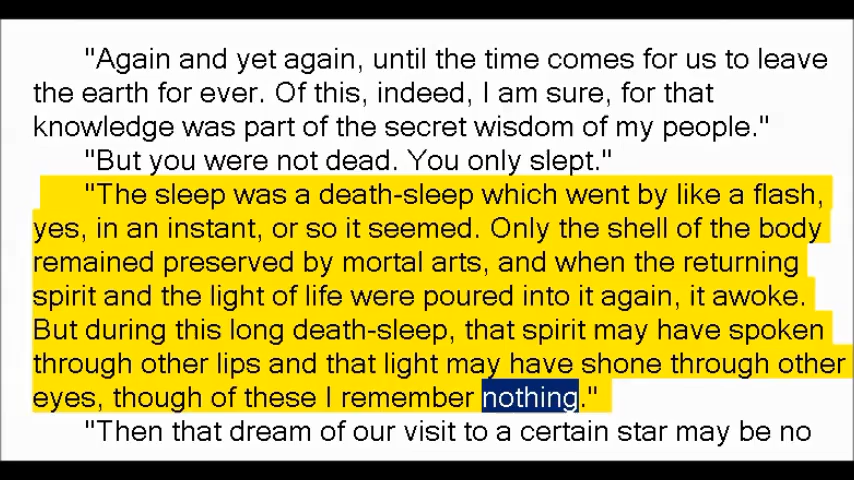 "Again and yet again, until the time comes for us to leave
the earth for ever. Of this, indeed, I am sure, for that
knowledge was part of the secret wisdom of my people."
"But you were not dead. You only slept."
"The sleep was a death-sleep which went by like a flash,
yes, in an instant, or so it seemed. Only the shell of the body
remained preserved by mortal arts, and when the returning
spirit and the light of life were poured into it again, it awoke.
But during this long death-sleep, that spirit may have spoken
through other lips and that light may have shone through other
eyes, though of these I remember nothing."
"Then that dream of our visit to a certain star may be no